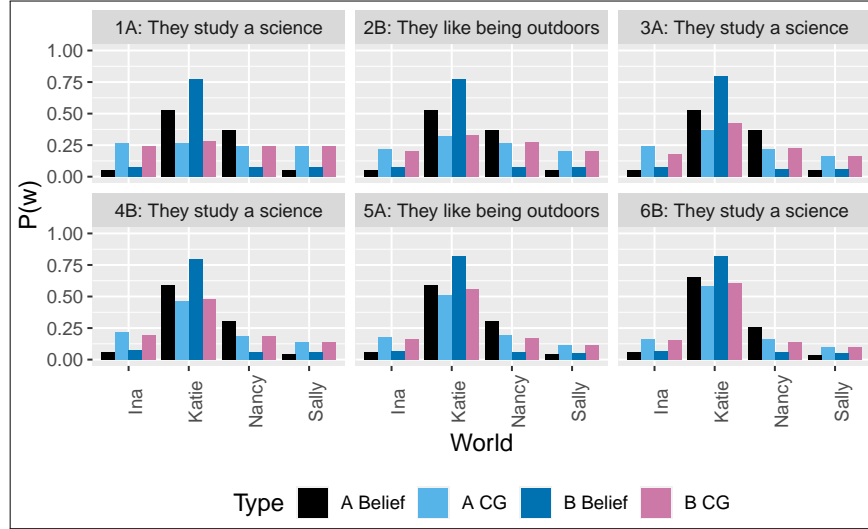 1A: They study a science 2B: They like being outdoors 3A: They study a science
1.00
0.75
0.50
0.25
0.00
4B: They study a science 5A: They like being outdoors 6B: They study a science
1.00
0.75
0.50
0.25
0.00
P(w)
Ina Katie Nancy Sally Ina Katie Nancy Sally Ina Katie Nancy Sally
World
Type A Belief A CG B Belief B CG